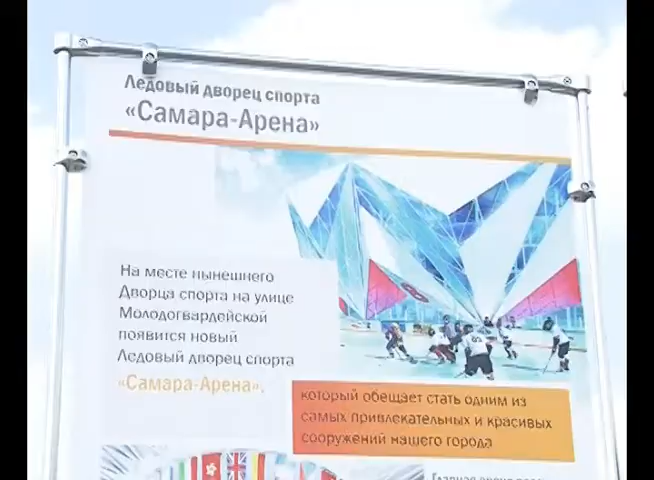 Ледовый дворец спорта
«Самара-Арена»
На месте нынешнего
Дворца спорта на улице
Молодогвардейской
появится новый
Ледовый дворец спорта
«Самара-Арена».
который обещает стать одним из
самых привлекательных и красивых
сооружений нашего города
Главная